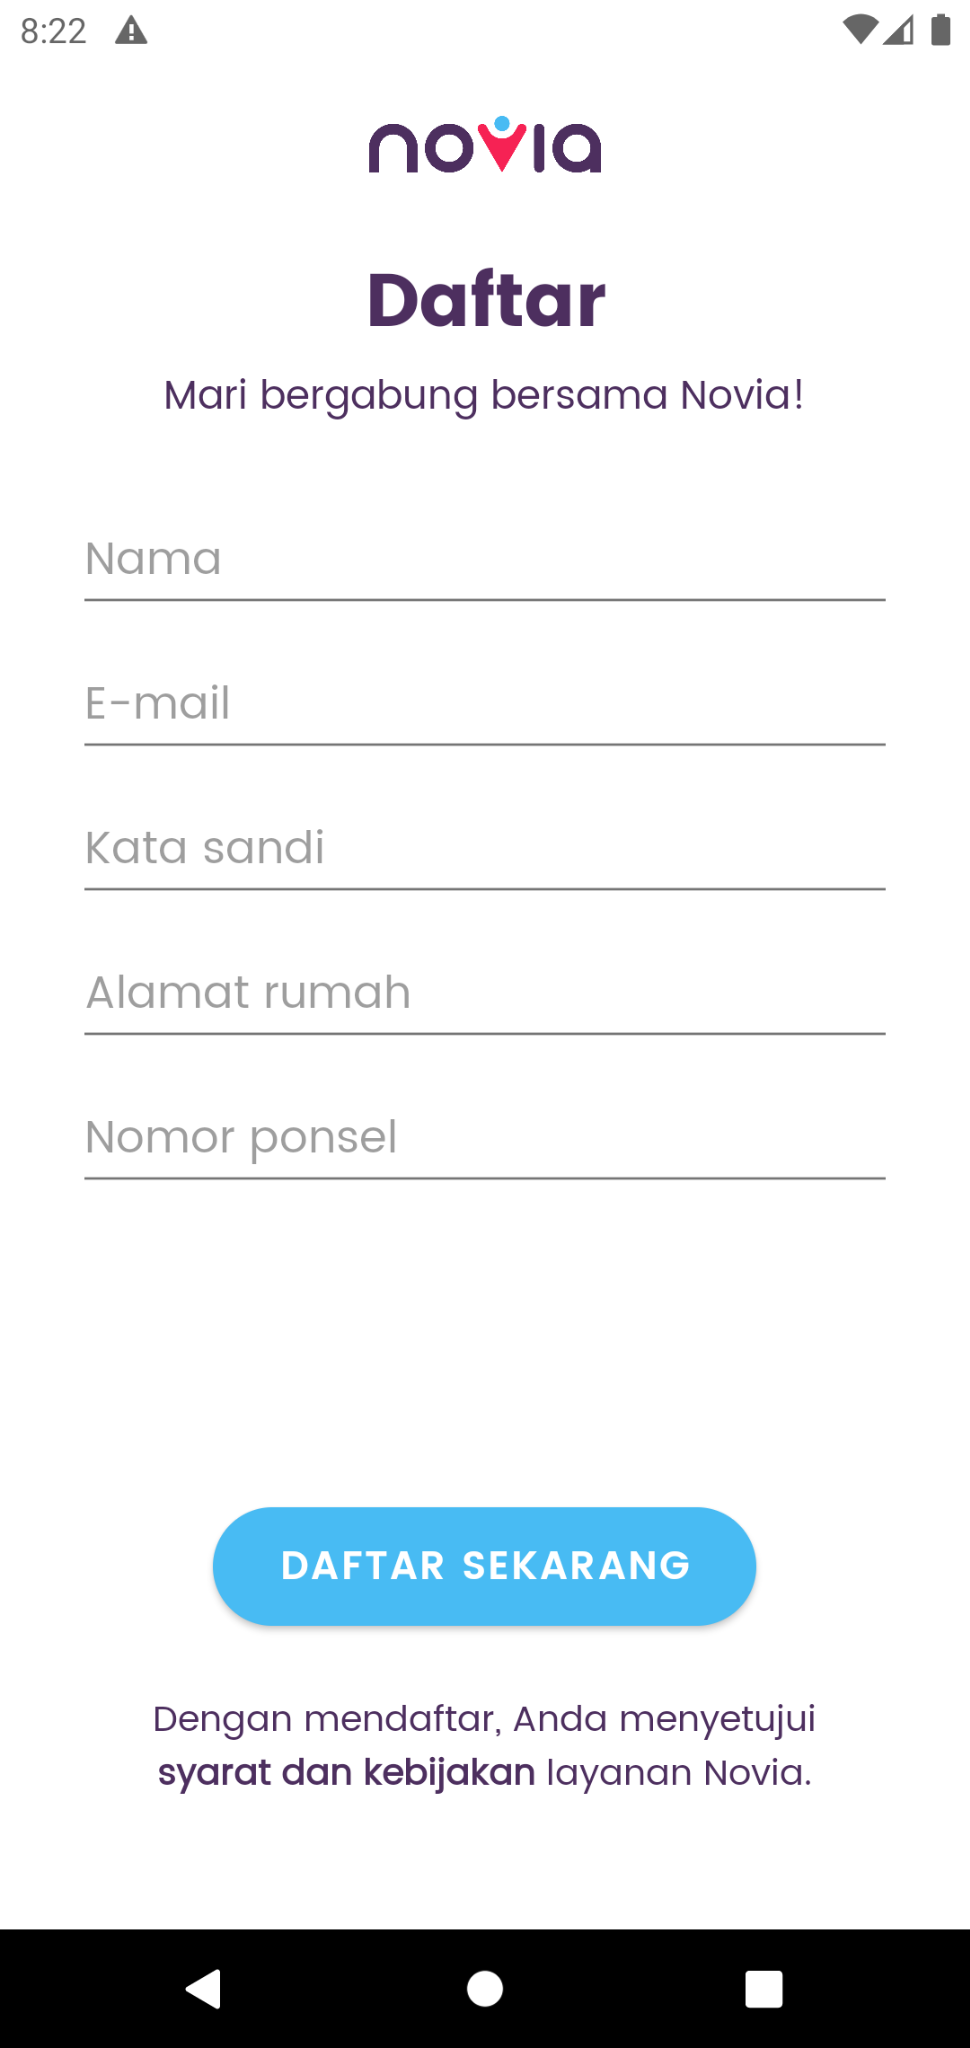 8:22
novia
Daftar
Mari bergabung bersama Novia!
Nama
E-mail
Kata sandi
Alamat rumah
Nomor ponsel
DAFTAR SEKARANG
Dengan mendaftar, Anda menyetujui
syarat dan kebijakan layanan Novia.